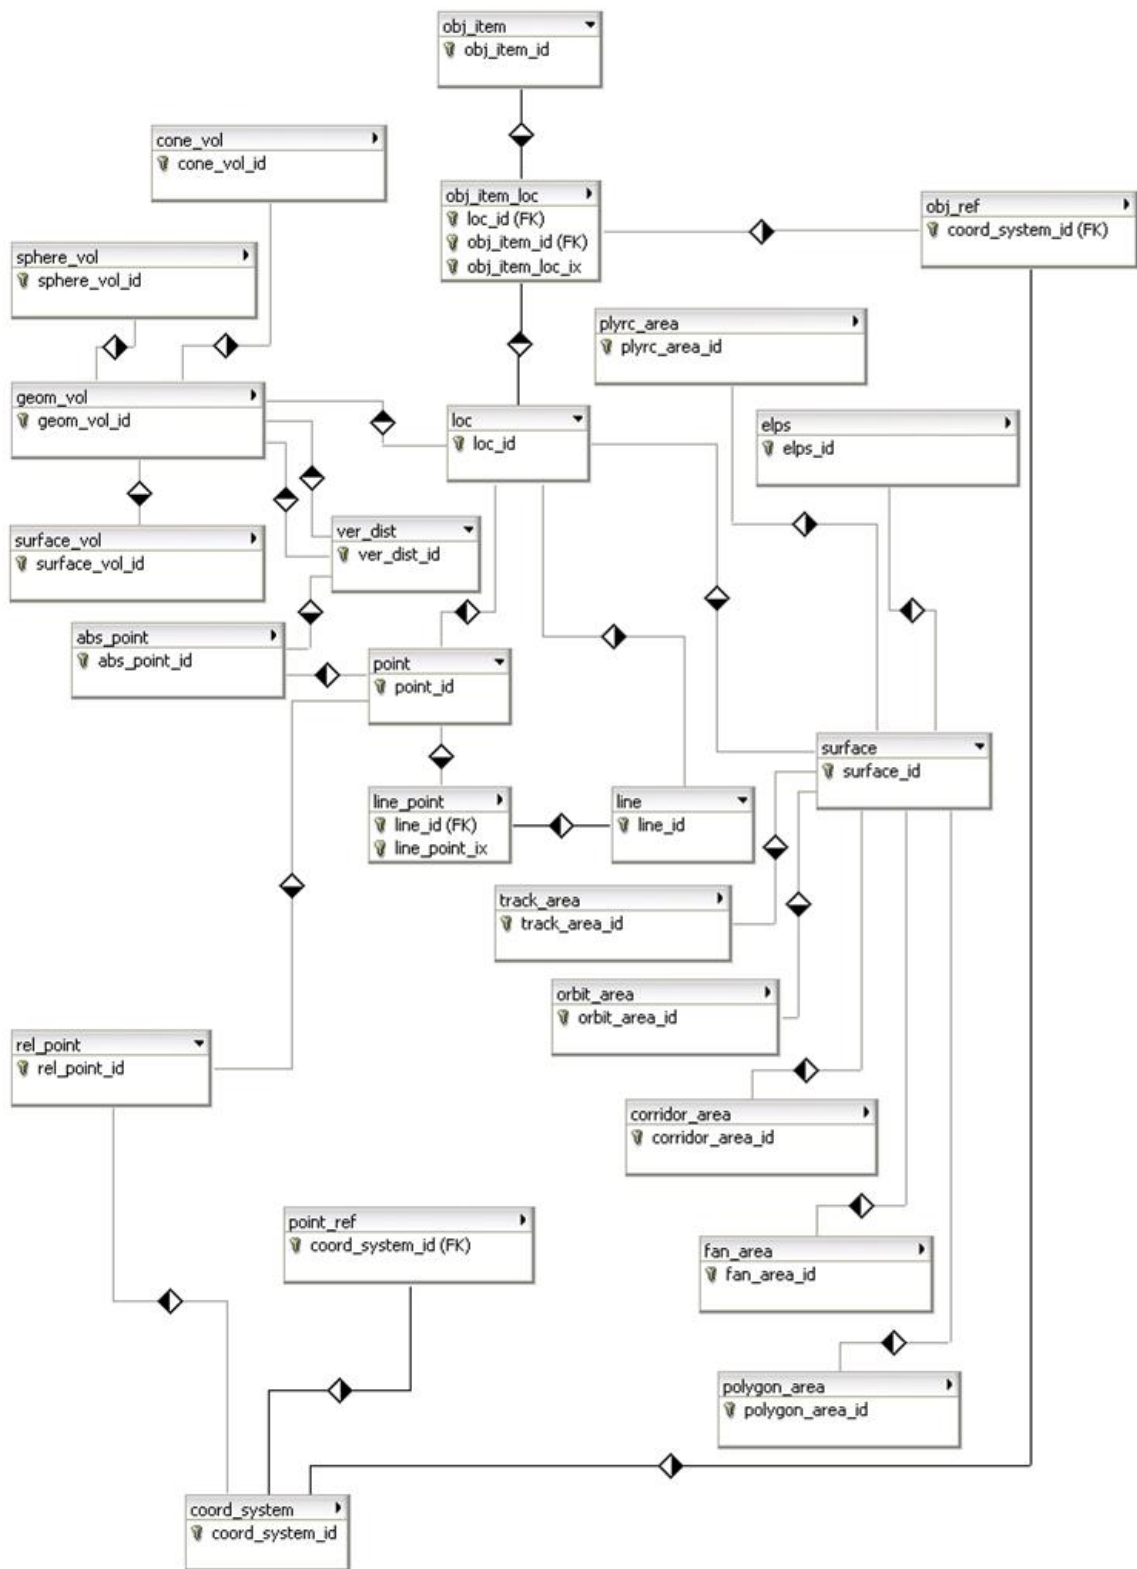 obj_item
obj_item_id
cone_vol
cone_vol_id
obj_item_loc
loc_id (FK)
obj_item_id (FK)
obj_item_loc_ix
obj_ref
coord_system_id (FK)
sphere_vol
sphere_vol_id
plyrc_area
plyrc_area_id
geom_vol
geom_vol_id
loc
loc_id
elps
elps_id
surface_vol
surface_vol_id
ver_dist
ver_dist_id
abs_point
abs_point_id
point
point_id
surface
surface_id
line_point
line_id (FK)
line_point_ix
line
line_id
track_area
track_area_id
orbit_area
orbit_area_id
rel_point
rel_point_id
corridor_area
corridor_area_id
point_ref
coord_system_id (FK)
fan_area
fan_area_id
polygon_area
polygon_area_id
coord_system
coord_system_id